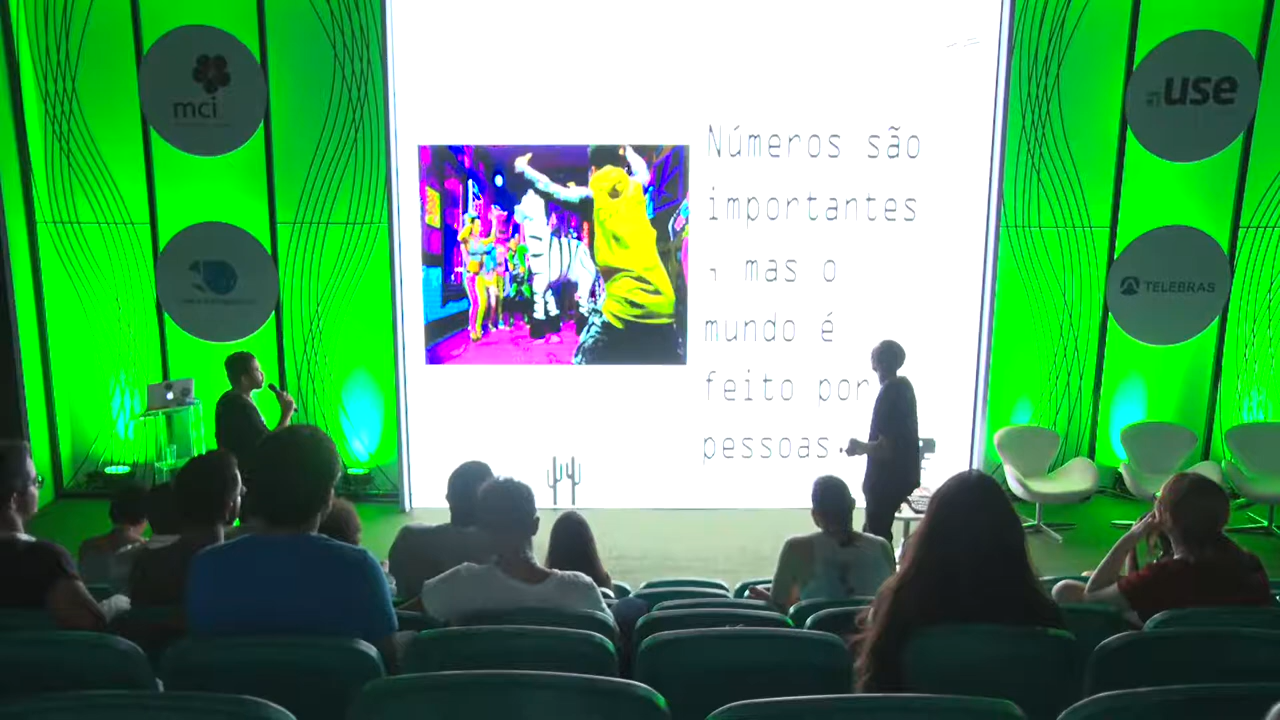 mci
use
Números são
importantes
, mas o
mundo é
feito por
pessoas.
TELEBRAS